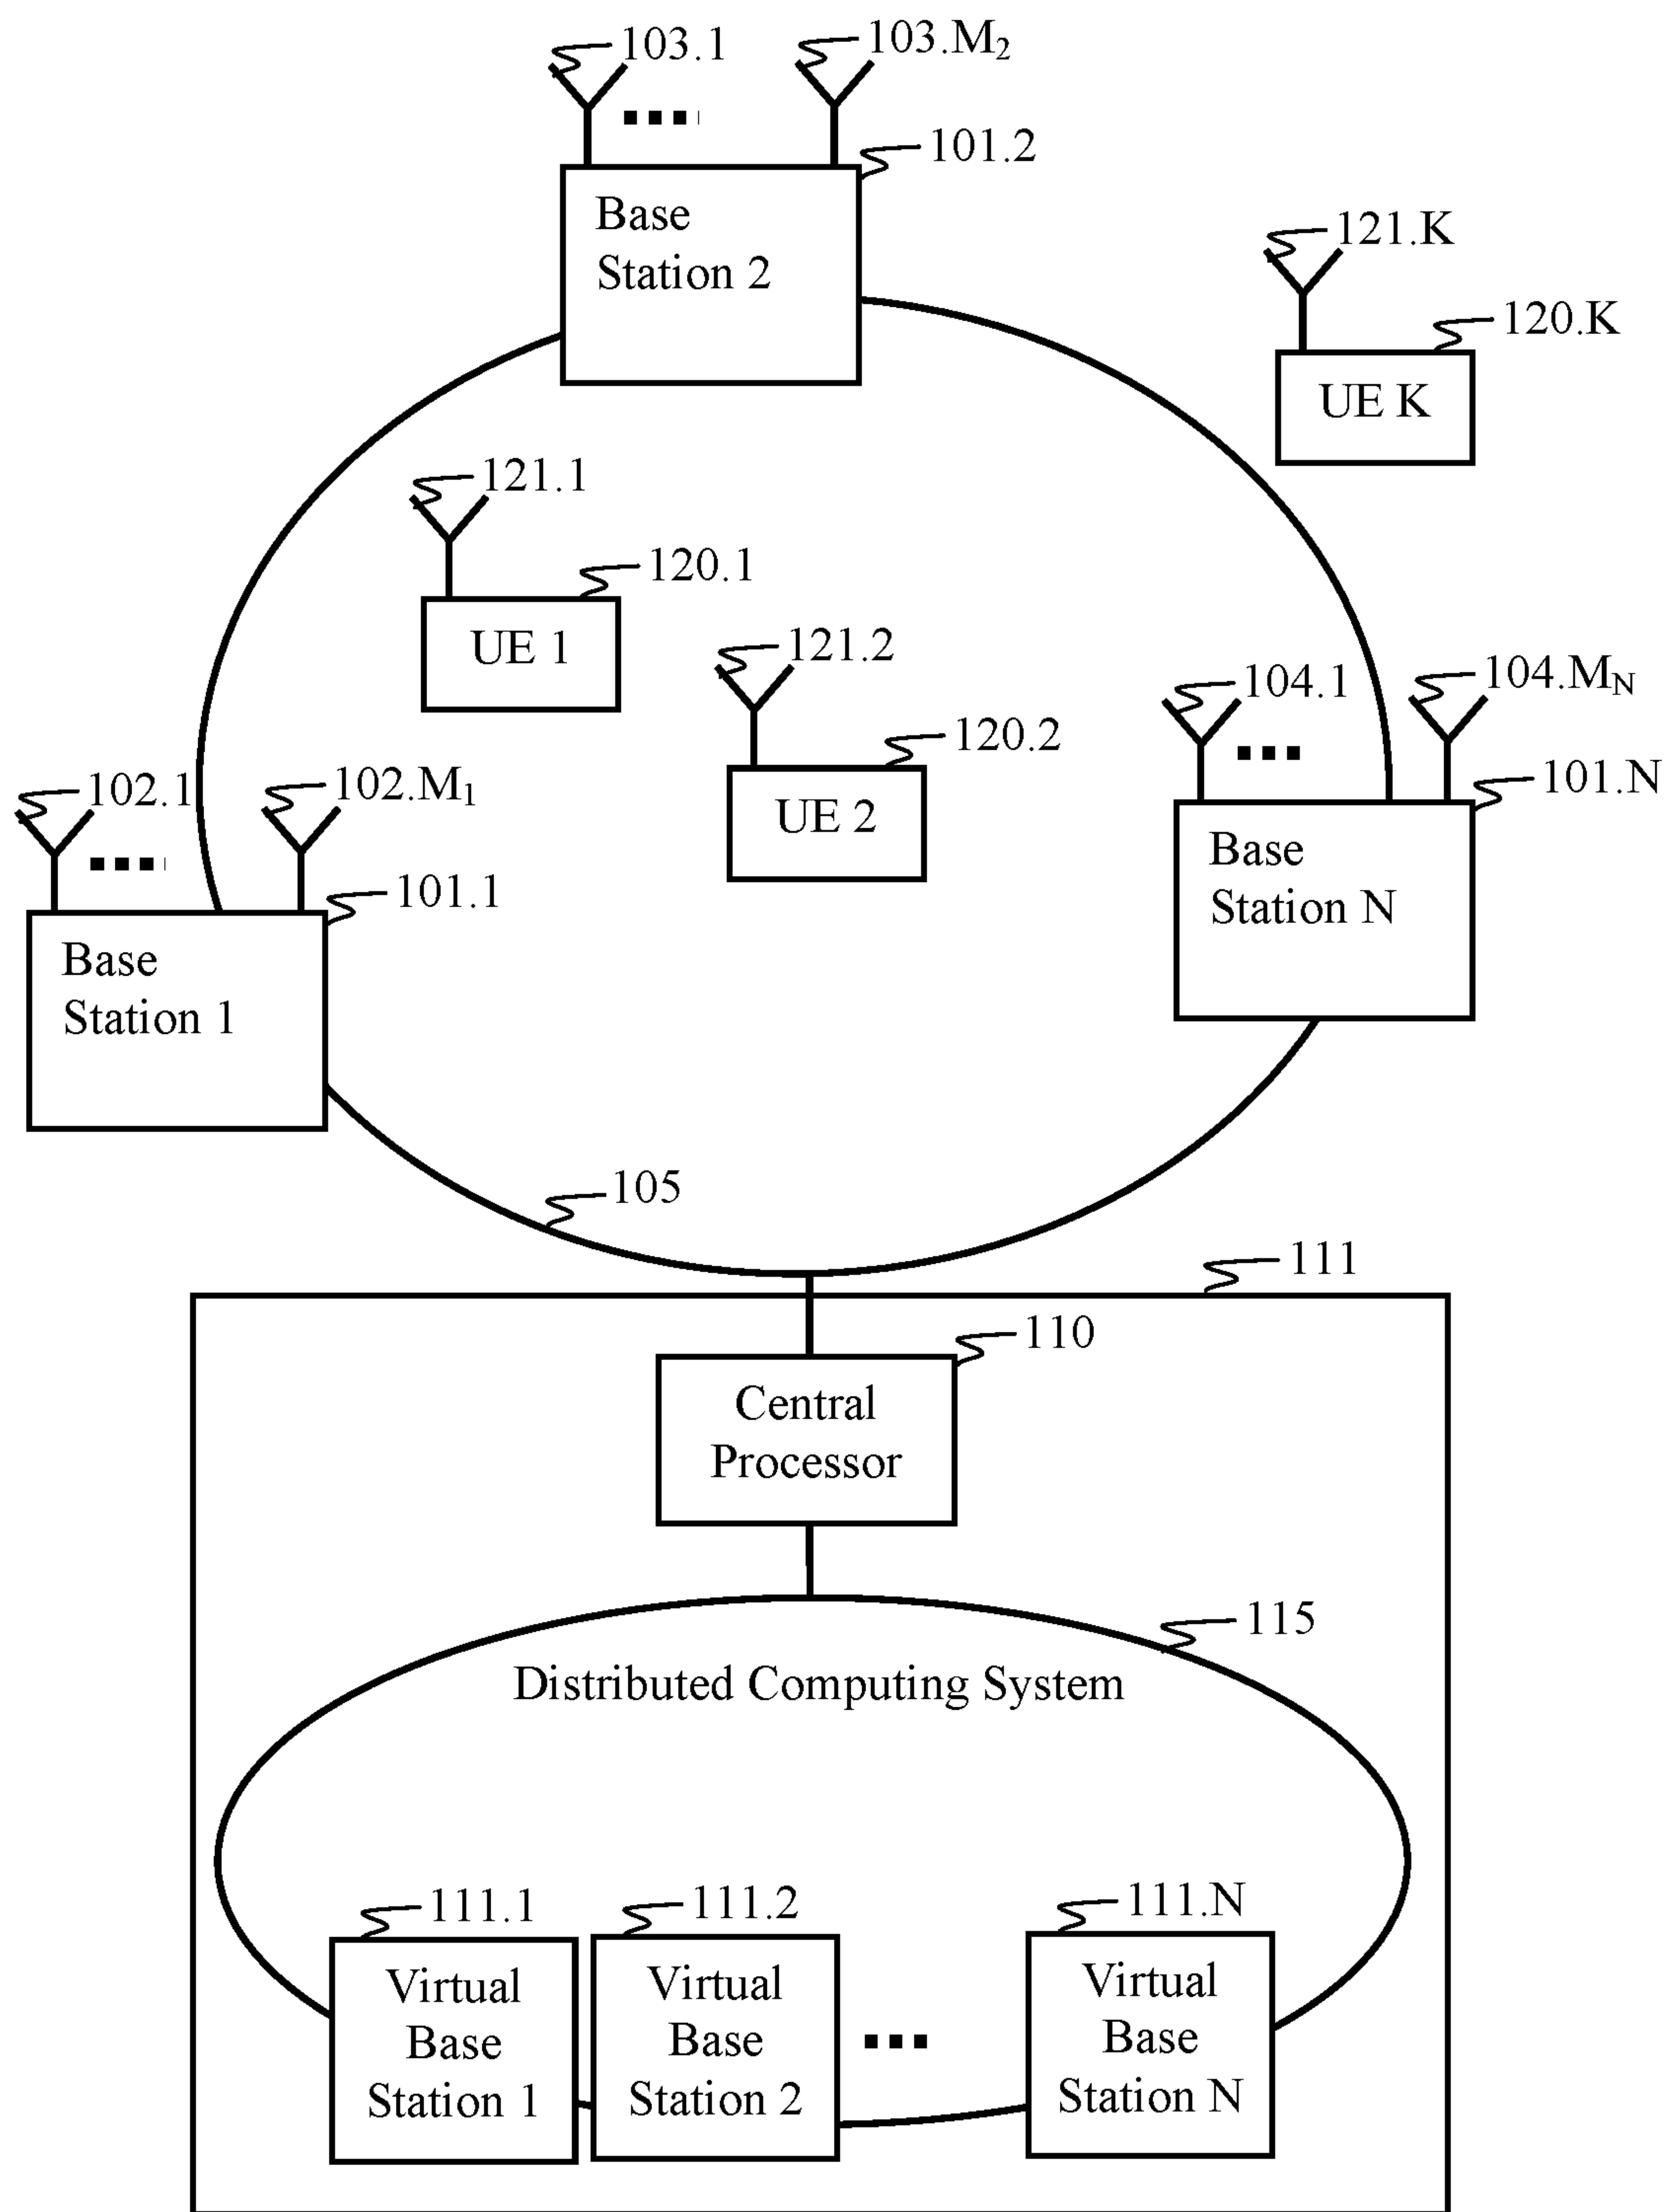 103.1
103.M2
101.2
Base
Station 2
121.K
120.K
UE K
121.1
120.1
UE 1
121.2
120.2
UE 2
104.1
104.MN
101.N
Base
Station N
102.1
102.M1
101.1
Base
Station 1
105
111
110
Central
Processor
115
Distributed Computing System
111.1
Virtual
Base
Station 1
111.2
Virtual
Base
Station 2
111.N
Virtual
Base
Station N